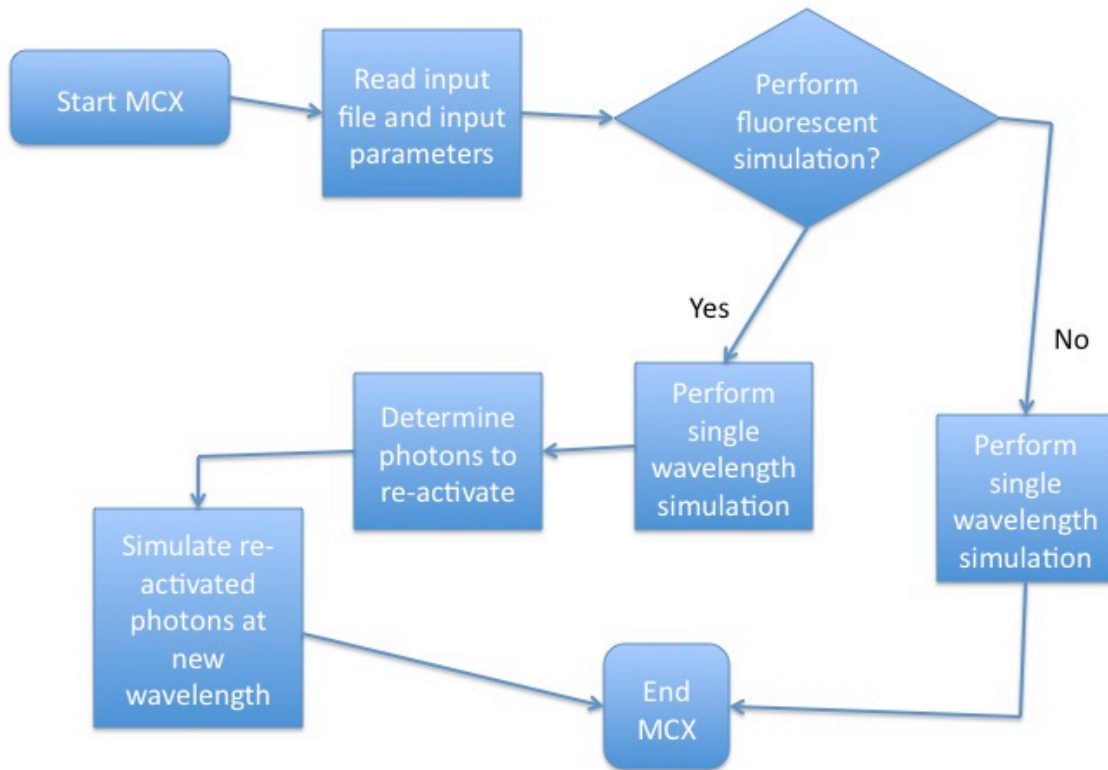 Start MCX
Read input
file and input
parameters
Perform
fluorescent
simulation?
Yes
No
Perform
single
wavelength
simulation
Determine
photons to
re-activate
Simulate re-
activated
photons at
new
wavelength
Perform
single
wavelength
simulation
End
MCX